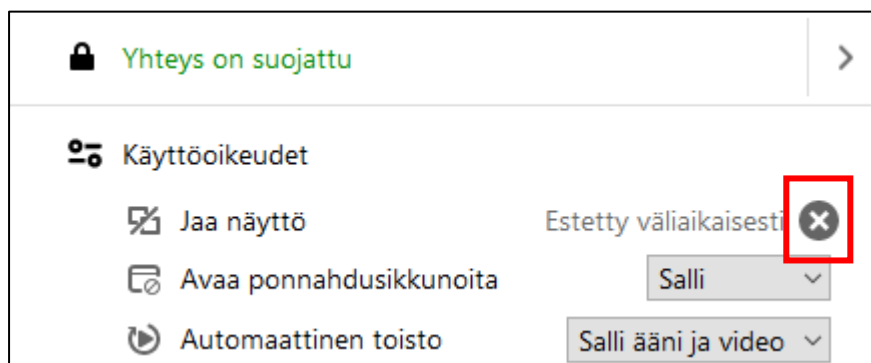 Yhteys on suojattu
Käyttöoikeudet
Jaa näyttö Estetty väliaikaisesti
Avaa ponnahdusikkunoita Salli
Automaattinen toisto Salli ääni ja video